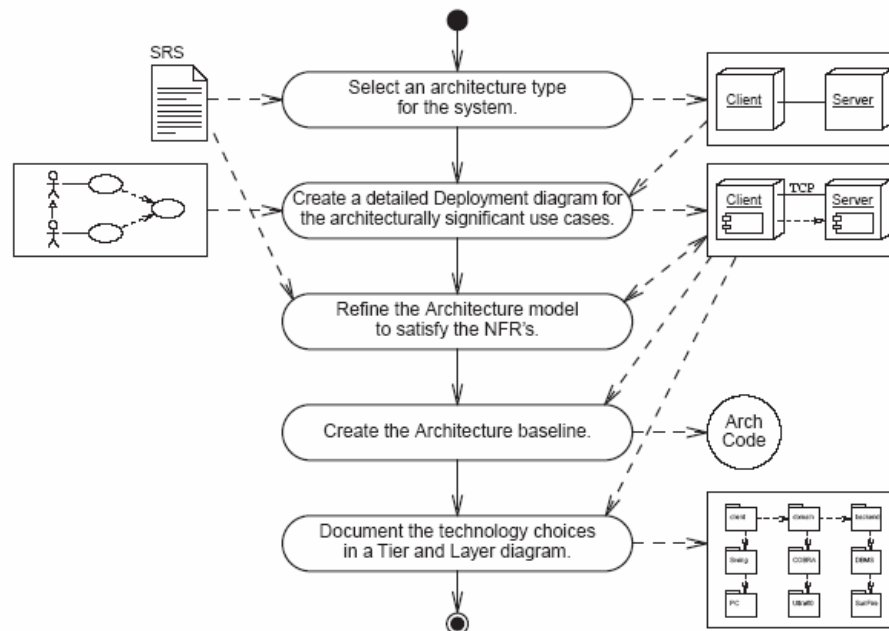 SRS
Select an architecture type
for the system.
Client
Server
Create a detailed Deployment diagram for
the architecturally significant use cases.
Client
TCP
Server
Refine the Architecture model
to satisfy the NFR's.
Create the Architecture baseline.
Arch
Code
Document the technology choices
in a Tier and Layer diagram.
client
domain
backend
Swing
COBRA
DBMS
PC
SunFire